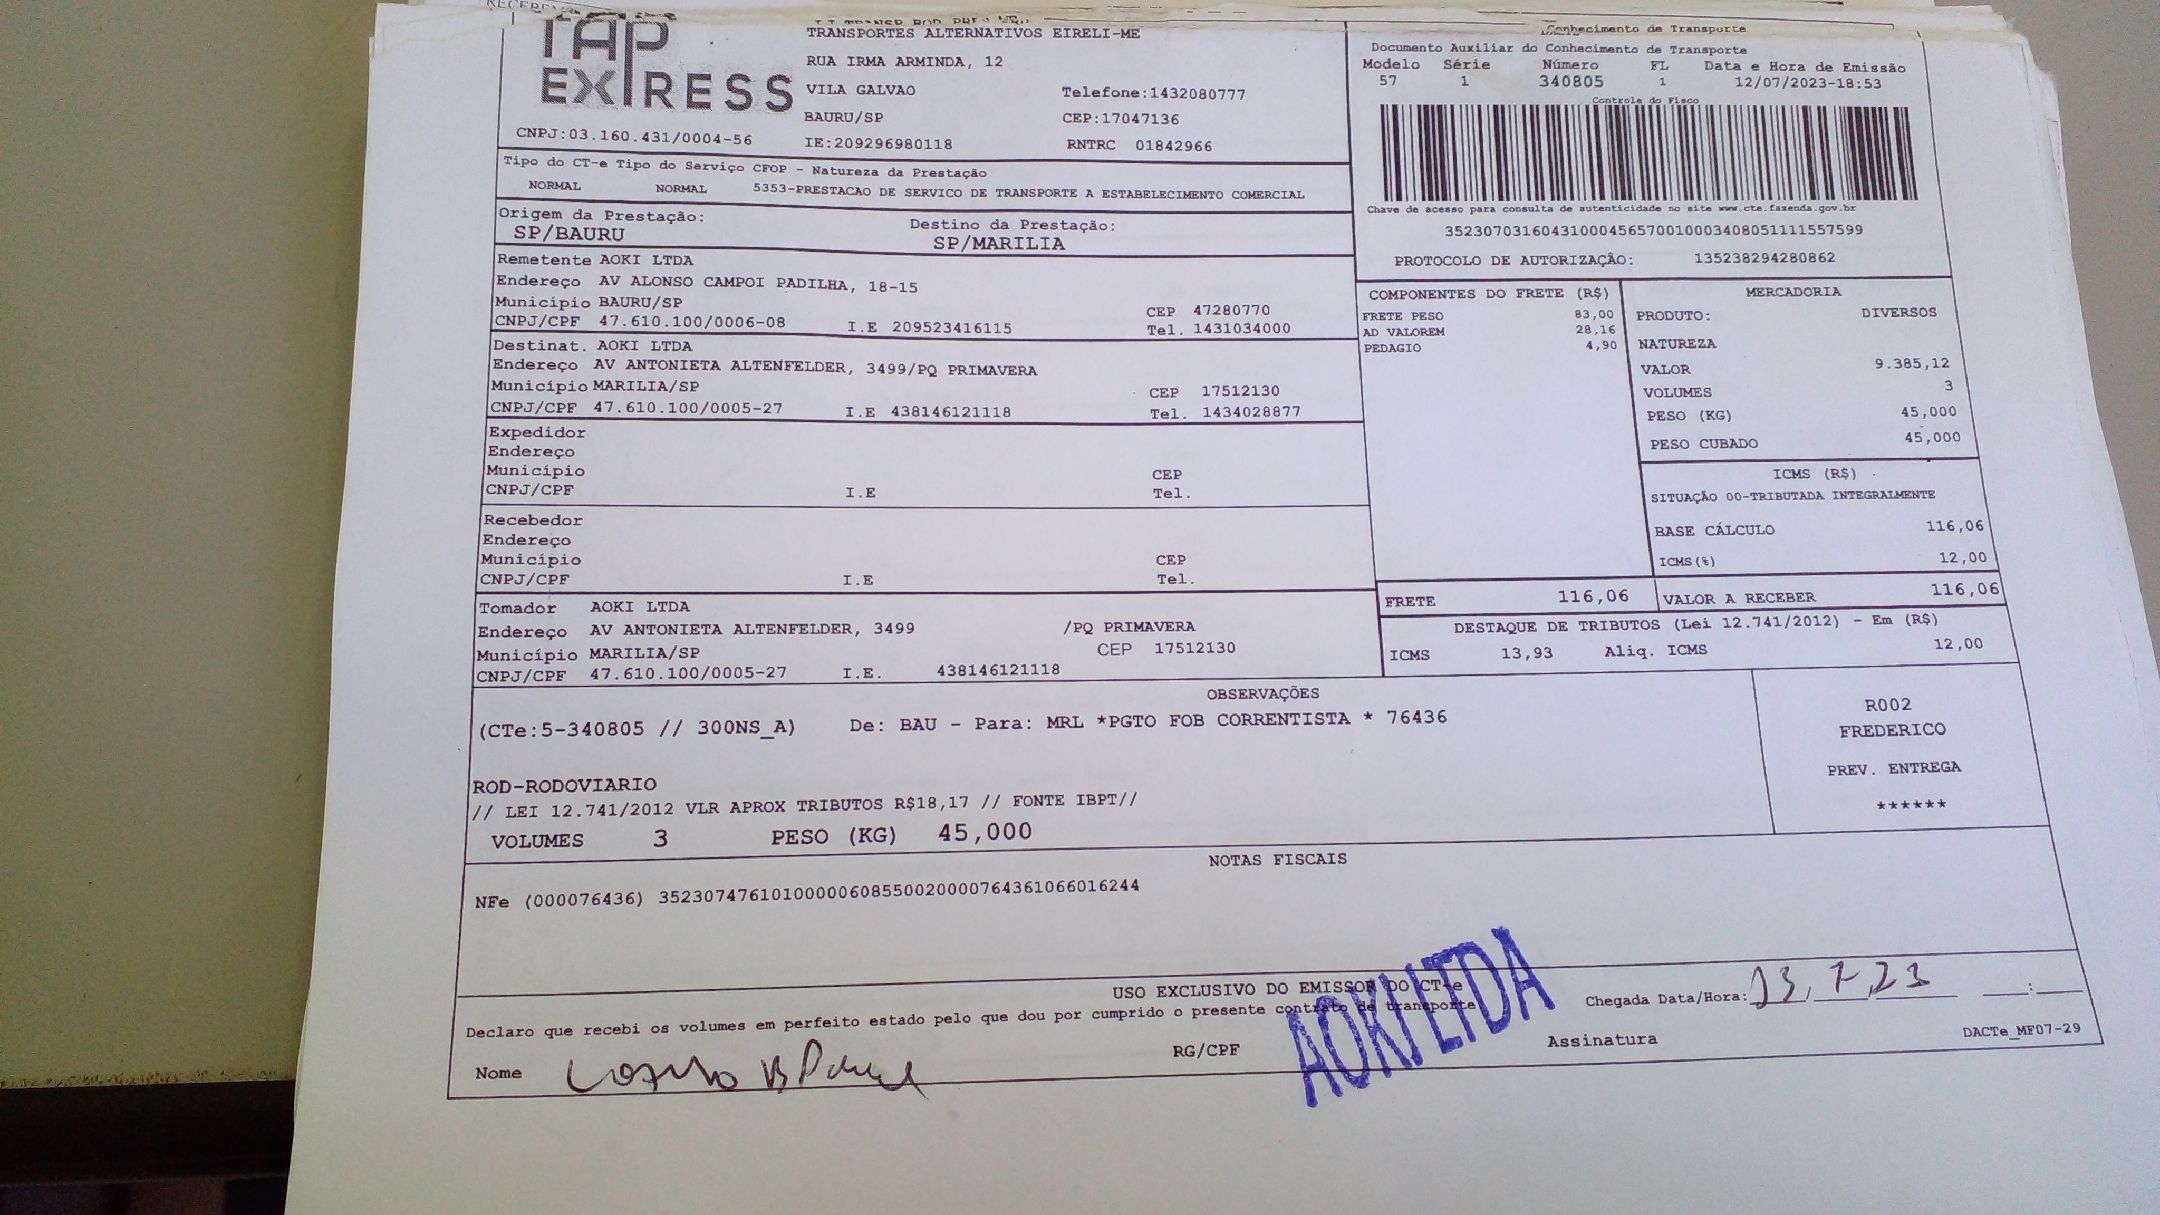 TAP
EXPRESS
TRANSPORTES ALTERNATIVOS EIRELI-ME
RUA IRMA ARMINDA, 12
VILA GALVAO Telefone:1432080777
BAURU/SP CEP:17047136
CNPJ:03.160.431/0004-56 IE:209296980118 RNTRC 01842966
Conhecimento de Transporte
Documento Auxiliar do Conhecimento de Transporte
Modelo Série Número FL Data e Hora de Emissão
57 1 340805 1 12/07/2023-18:53
Controle do Fisco
Chave de acesso para consulta de autenticidade no site www.cte.fazenda.gov.br
35230703160431000456570010003408051111557599
PROTOCOLO DE AUTORIZAÇÃO: 135238294280862
Tipo do CT-e Tipo do Serviço CFOP - Natureza da Prestação
NORMAL NORMAL 5353-PRESTACAO DE SERVICO DE TRANSPORTE A ESTABELECIMENTO COMERCIAL
Origem da Prestação: Destino da Prestação:
SP/BAURU SP/MARILIA
Remetente AOKI LTDA
Endereço AV ALONSO CAMPOI PADILHA, 18-15
Município BAURU/SP CEP 47280770
CNPJ/CPF 47.610.100/0006-08 I.E 209523416115 Tel. 1431034000
Destinat. AOKI LTDA
Endereço AV ANTONIETA ALTENFELDER, 3499/PQ PRIMAVERA
Município MARILIA/SP CEP 17512130
CNPJ/CPF 47.610.100/0005-27 I.E 438146121118 Tel. 1434028877
Expedidor
Endereço
Município CEP
CNPJ/CPF I.E Tel.
Recebedor
Endereço
Município CEP
CNPJ/CPF I.E Tel.
Tomador AOKI LTDA
Endereço AV ANTONIETA ALTENFELDER, 3499 /PQ PRIMAVERA
Município MARILIA/SP CEP 17512130
CNPJ/CPF 47.610.100/0005-27 I.E. 438146121118
COMPONENTES DO FRETE (R$)
FRETE PESO 83,00
AD VALOREM 28,16
PEDAGIO 4,90
MERCADORIA
PRODUTO: DIVERSOS
NATUREZA
VALOR 9.385,12
VOLUMES 3
PESO (KG) 45,000
PESO CUBADO 45,000
ICMS (R$)
SITUAÇÃO 00-TRIBUTADA INTEGRALMENTE
BASE CÁLCULO 116,06
ICMS(%) 12,00
FRETE 116,06 VALOR A RECEBER 116,06
DESTAQUE DE TRIBUTOS (Lei 12.741/2012) - Em (R$)
ICMS 13,93 Aliq. ICMS 12,00
OBSERVAÇÕES
(CTe:5-340805 // 300NS_A) De: BAU - Para: MRL *PGTO FOB CORRENTISTA * 76436
ROD-RODOVIARIO
// LEI 12.741/2012 VLR APROX TRIBUTOS R$18,17 // FONTE IBPT//
VOLUMES 3 PESO (KG) 45,000
R002
FREDERICO
PREV. ENTREGA
******
NOTAS FISCAIS
NFe (000076436) 35230747610100000608550020000764361066016244
USO EXCLUSIVO DO EMISSOR DO CT-e
Declaro que recebi os volumes em perfeito estado pelo que dou por cumprido o presente contrato de transporte
Chegada Data/Hora: 13, 7, 23 :
Nome RG/CPF Assinatura
AOKI LTDA
DACTe_MF07-29